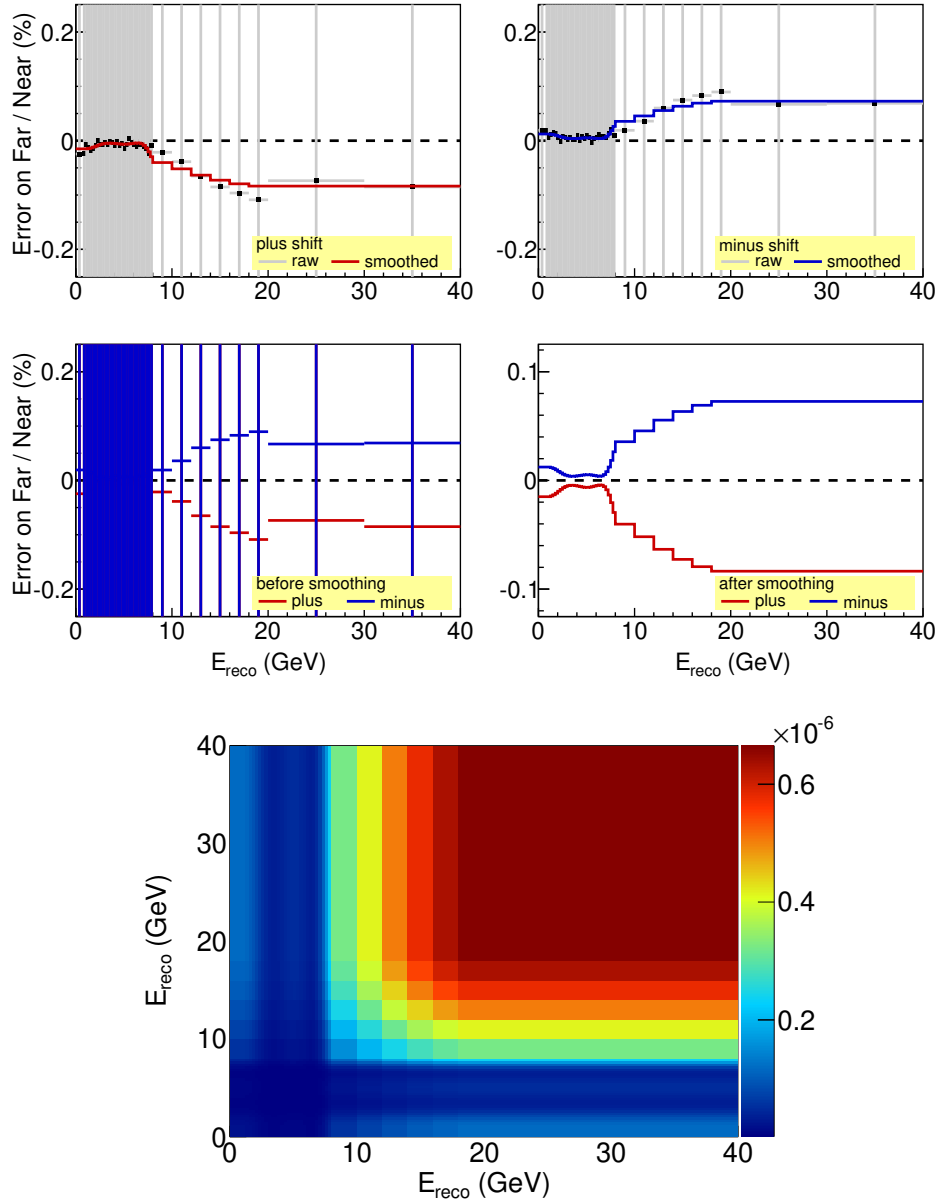 Error on Far / Near (%)
0.2
0
-0.2
plus shift
raw smoothed
0 10 20 30 40
0.2
0
-0.2
minus shift
raw smoothed
0 10 20 30 40
Error on Far / Near (%)
0.2
0
-0.2
before smoothing
plus minus
0 10 20 30 40
E_reco (GeV)
0.1
0
-0.1
after smoothing
plus minus
0 10 20 30 40
E_reco (GeV)
×10^-6
E_reco (GeV)
40
30
20
10
0
0 10 20 30 40
E_reco (GeV)
0.6
0.4
0.2